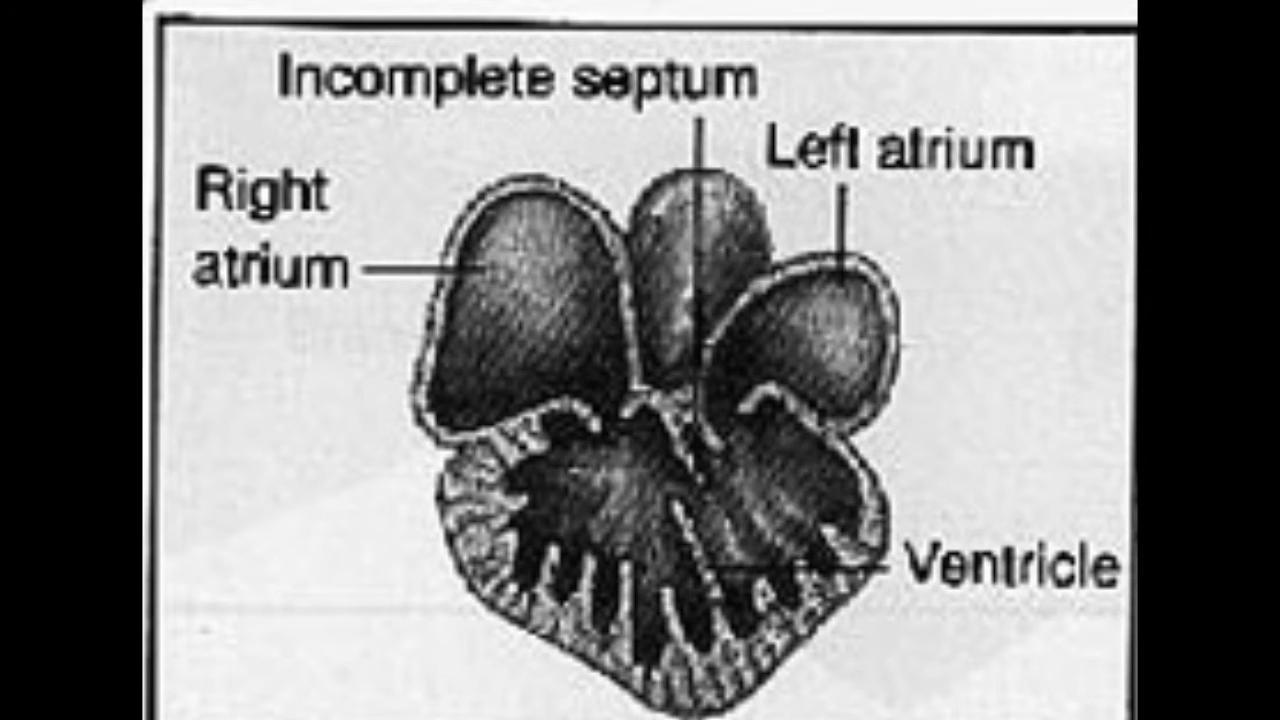 Incomplete septum
Left atrium
Right
atrium
Ventricle